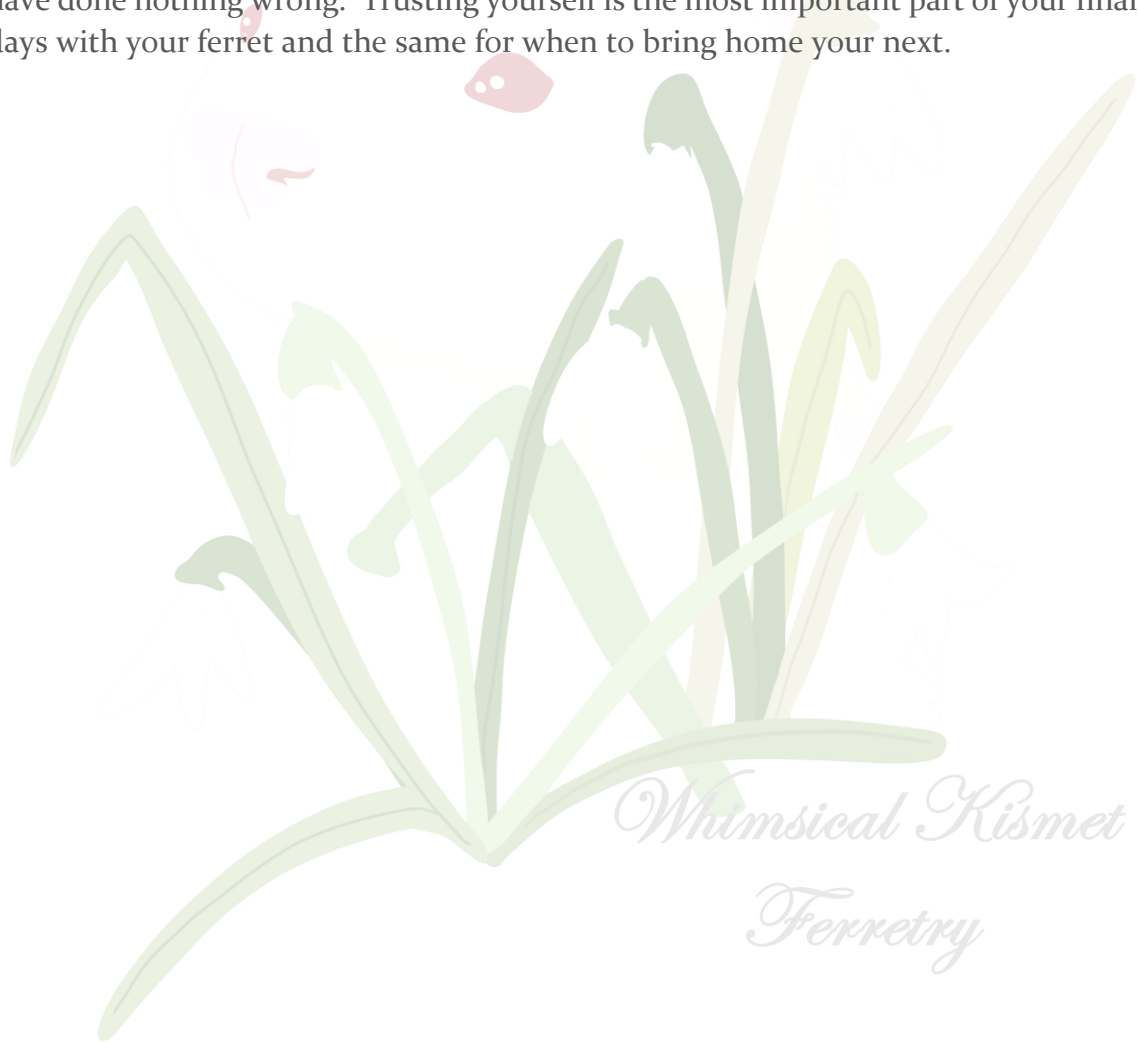 have done nothing wrong. Trusting yourself is the most important part of your final
days with your ferret and the same for when to bring home your next.
Whimsical Kismet
Ferretry